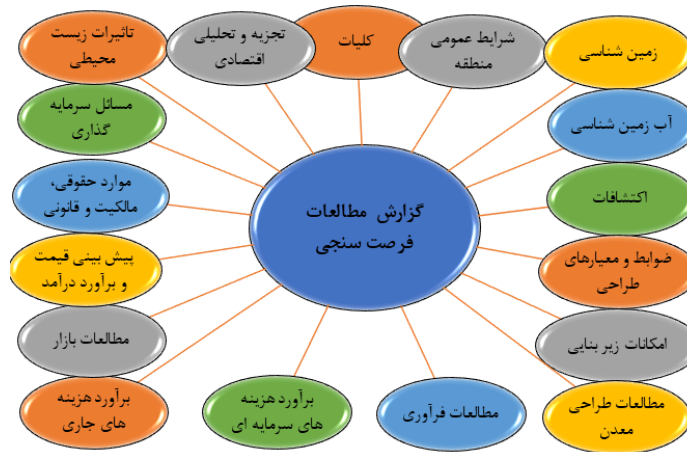 کلیات
شرایط عمومی
منطقه
زمین شناسی
آب زمین شناسی
اکتشافات
ضوابط و معیارهای
طراحی
امکانات زیر بنایی
مطالعات طراحی
معدن
مطالعات فرآوری
برآورد هزینه
های سرمایه ای
برآورد هزینه
های جاری
مطالعات بازار
پیش بینی قیمت
و برآورد درآمد
موارد حقوقی،
مالکیت و قانونی
مسائل سرمایه
گذاری
تاثیرات زیست
محیطی
تجزیه و تحلیلی
اقتصادی
گزارش مطالعات
فرصت سنجی